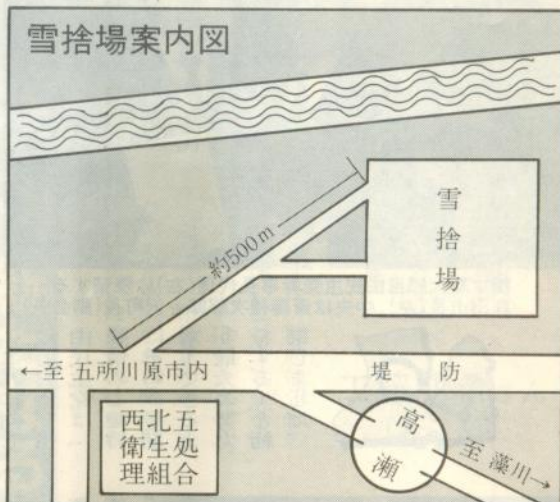 雪捨場案内図
約500m
雪捨場
←至 五所川原市内
堤防
西北五
衛生処
理組合
高瀬
至 藻川→